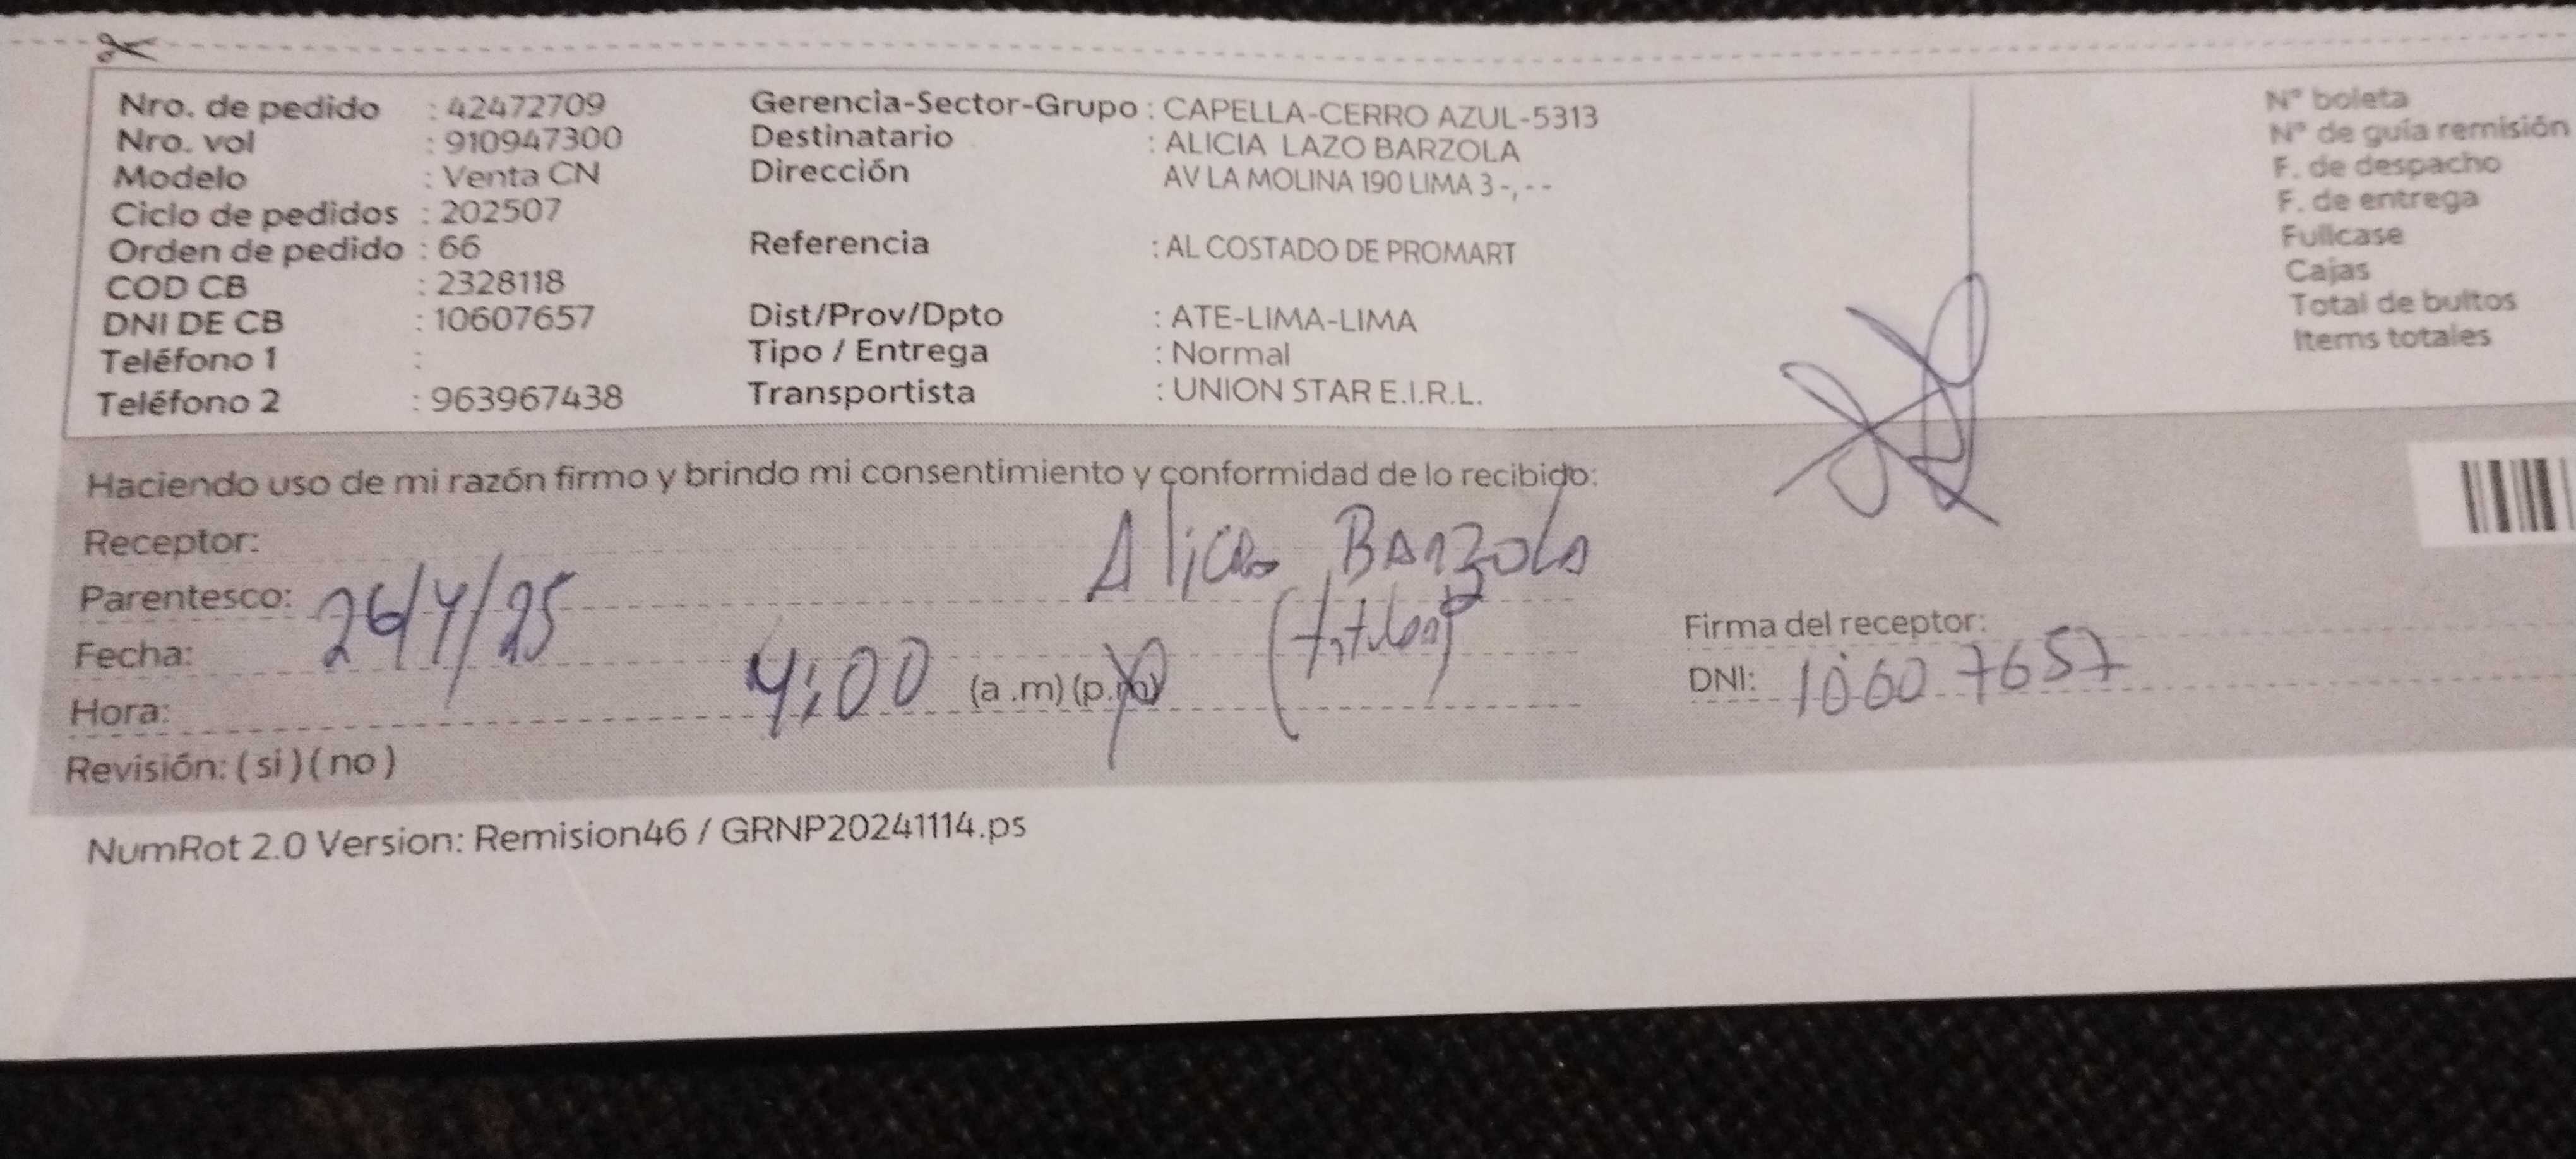 Nro. de pedido : 42472709 Gerencia-Sector-Grupo : CAPELLA-CERRO AZUL-5313 N° boleta
Nro. vol : 910947300 Destinatario : ALICIA LAZO BARZOLA N° de guía remisión
Modelo : Venta CN Dirección AV LA MOLINA 190 LIMA 3 -, - - F. de despacho
Ciclo de pedidos : 202507 F. de entrega
Orden de pedido : 66 Referencia : AL COSTADO DE PROMART Fullcase
COD CB : 2328118 Cajas
DNI DE CB : 10607657 Dist/Prov/Dpto : ATE-LIMA-LIMA Total de bultos
Teléfono 1 : Tipo / Entrega : Normal Items totales
Teléfono 2 : 963967438 Transportista : UNION STAR E.I.R.L.
Haciendo uso de mi razón firmo y brindo mi consentimiento y conformidad de lo recibido:
Receptor: Alicia Barzola
Parentesco: (titular)
Fecha: 26/4/25 Firma del receptor:
Hora: 4:00 (a .m) (p.m) DNI: 10607657
Revisión: ( si ) ( no )
NumRot 2.0 Version: Remision46 / GRNP20241114.ps